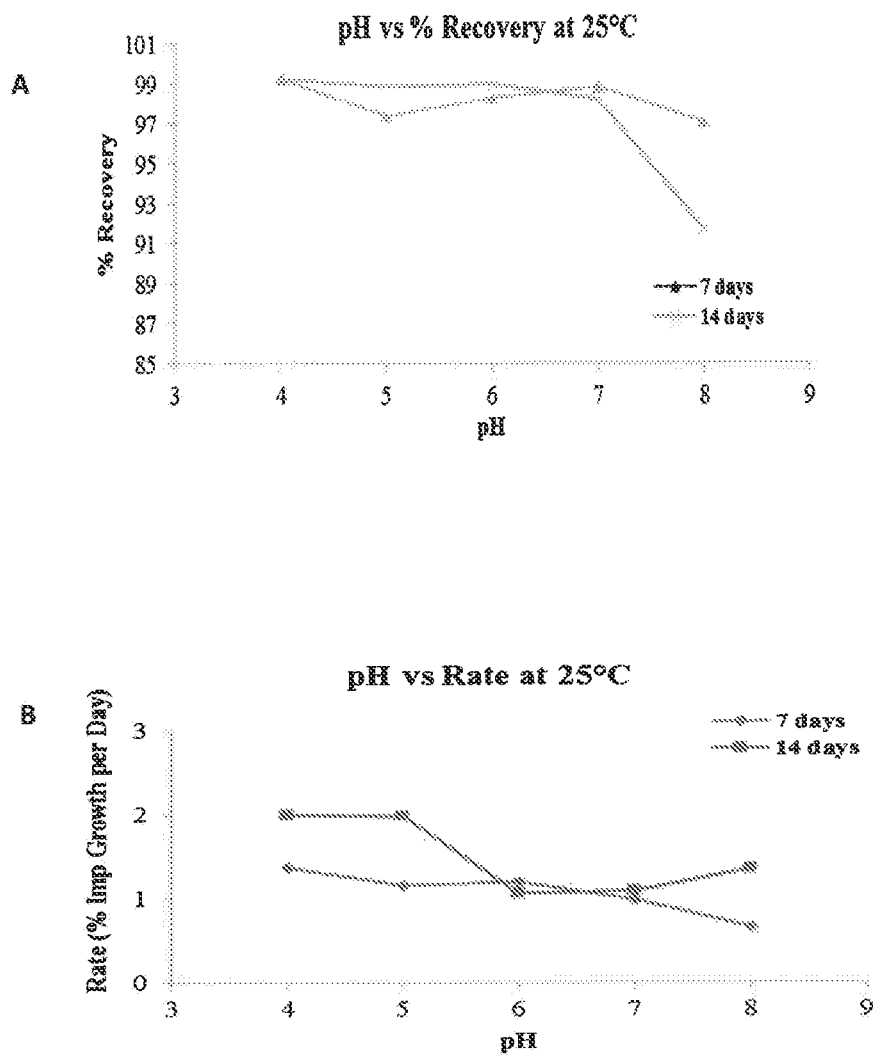 pH vs % Recovery at 25°C
A
% Recovery
101
99
97
95
93
91
89
87
85
7 days
14 days
3 4 5 6 7 8 9
pH
pH vs Rate at 25°C
B
Rate (% Imp Growth per Day)
7 days
14 days
3
2
1
0
3 4 5 6 7 8 9
pH